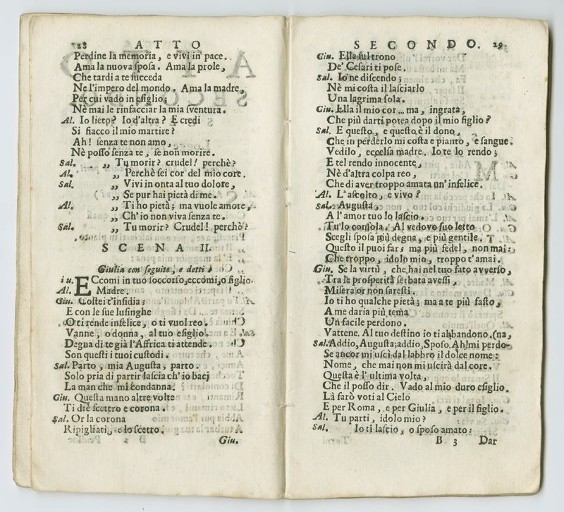 28 ATTO
Perdine la memoria, e vivi in pace.
Ama la nuova sposa. Ama la prole,
Che tardi a te succeda
Ne l'impero del mondo. Ama la madre,
Per cui vado in esiglio;
Nè mai le rinfacciar la mia sventura.
Al. Io lieto? Io d'altra? E credi
Si fiacco il mio martire?
Ah! senza te non amo,
Nè posso senza te, se non morire.
Sal. „ Tu morir? crudel! perchè?
Al. „ Perchè sei cor del mio core.
Sal. „ Vivi in onta al tuo dolore,
„ Se pur hai pietà di me.
Al. „ Ti ho pietà; ma vuole amore,
„ Ch'io non viva senza te.
Sal. „ Tu morir? Crudel! perchè?
SCENA II.
Giulia con seguito, e detti
iu. ECcomi in tuo soccorso, eccomi, o figlio.
Al. Madre.
Giu. Costei t'insidia;
E con le sue lusinghe
O ti rende infelice, o ti vuol reo.
Vanne, o donna, al tuo esiglio.
Degua di te già l'Affrica ti attende.
Son questi i tuoi custodi.
Sal. Parto, mia Augusta, parto.
Solo pria di partir lascia ch'io baci
La man che mi condanna.
Giu. Questa mano altre volte
Ti diè scettro e corona.
Sal. Or la corona
Ripigliati, e lo scetro.
Giu.
SECONDO. 29
Giu. Ella sul trono
De' Cesari ti pose.
Sal. Io ne discendo;
Nè mi costa il lasciarlo
Una lagrima sola.
Giu. Ella il mio cor... ma, ingrata,
Che più darti potea dopo il mio figlio?
Sal. E questo, e questo è il dono,
Che in perderlo mi costa e pianto, e sangue.
Vedilo, eccelsa madre. Io te lo rendo;
E tel rendo innocente,
Nè d'altra colpa reo,
Che di aver troppo amata un' infelice.
Al. L'ascolto, e vivo?
Sal. Augusta,
A l'amor tuo lo lascio.
Tu'lo consola. Al vedovo suo letto
Scegli sposa più degna, e più gentile.
Questo il puoi far; ma più fedel, non mai;
Che troppo, idolo mio, troppo t'amai.
Giu. Se la virtù, che hai nel tuo fato avverso,
Tra le prosperità serbata avessi,
Misera or non saresti.
Io ti ho qualche pietà; ma a te più fasto,
A me daria più tema
Un facile perdono.
Vattene. Al tuo destino io ti abbandono. (na,
Sal. Addio, Augusta; addio, Sposo. Ah! mi perdo-
Se ancor mi uscì dal labbro il dolce nome:
Nome, che mai non mi uscirà dal core.
Questa è l'ultima volta,
Che il posso dir. Vado al mio duro esiglio.
Là farò voti al Cielo
E per Roma, e per Giulia, e per il figlio.
Al. Tu parti, idolo mio?
Sal. Io ti lascio, o sposo amato:
B 3 Dar